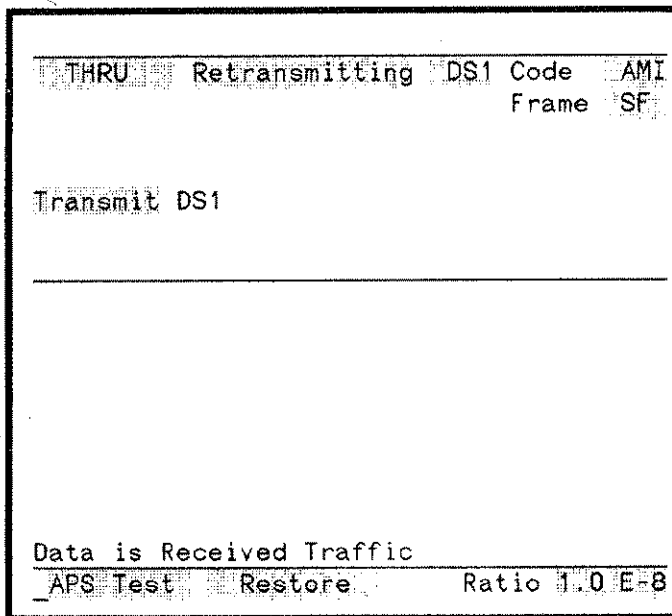 THRU Retransmitting DS1 Code AMI
Frame SF
Transmit DS1
Data is Received Traffic
_APS Test Restore Ratio 1.0 E-8